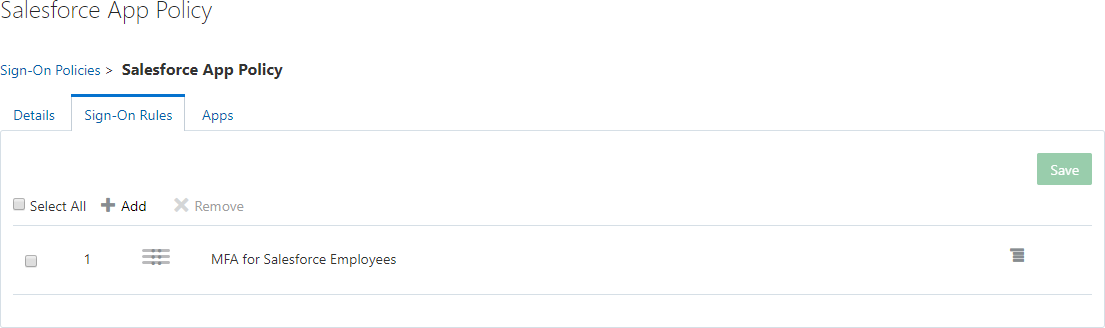 Salesforce App Policy
Sign-On Policies > Salesforce App Policy
Details Sign-On Rules Apps
Save
Select All Add Remove
1 MFA for Salesforce Employees